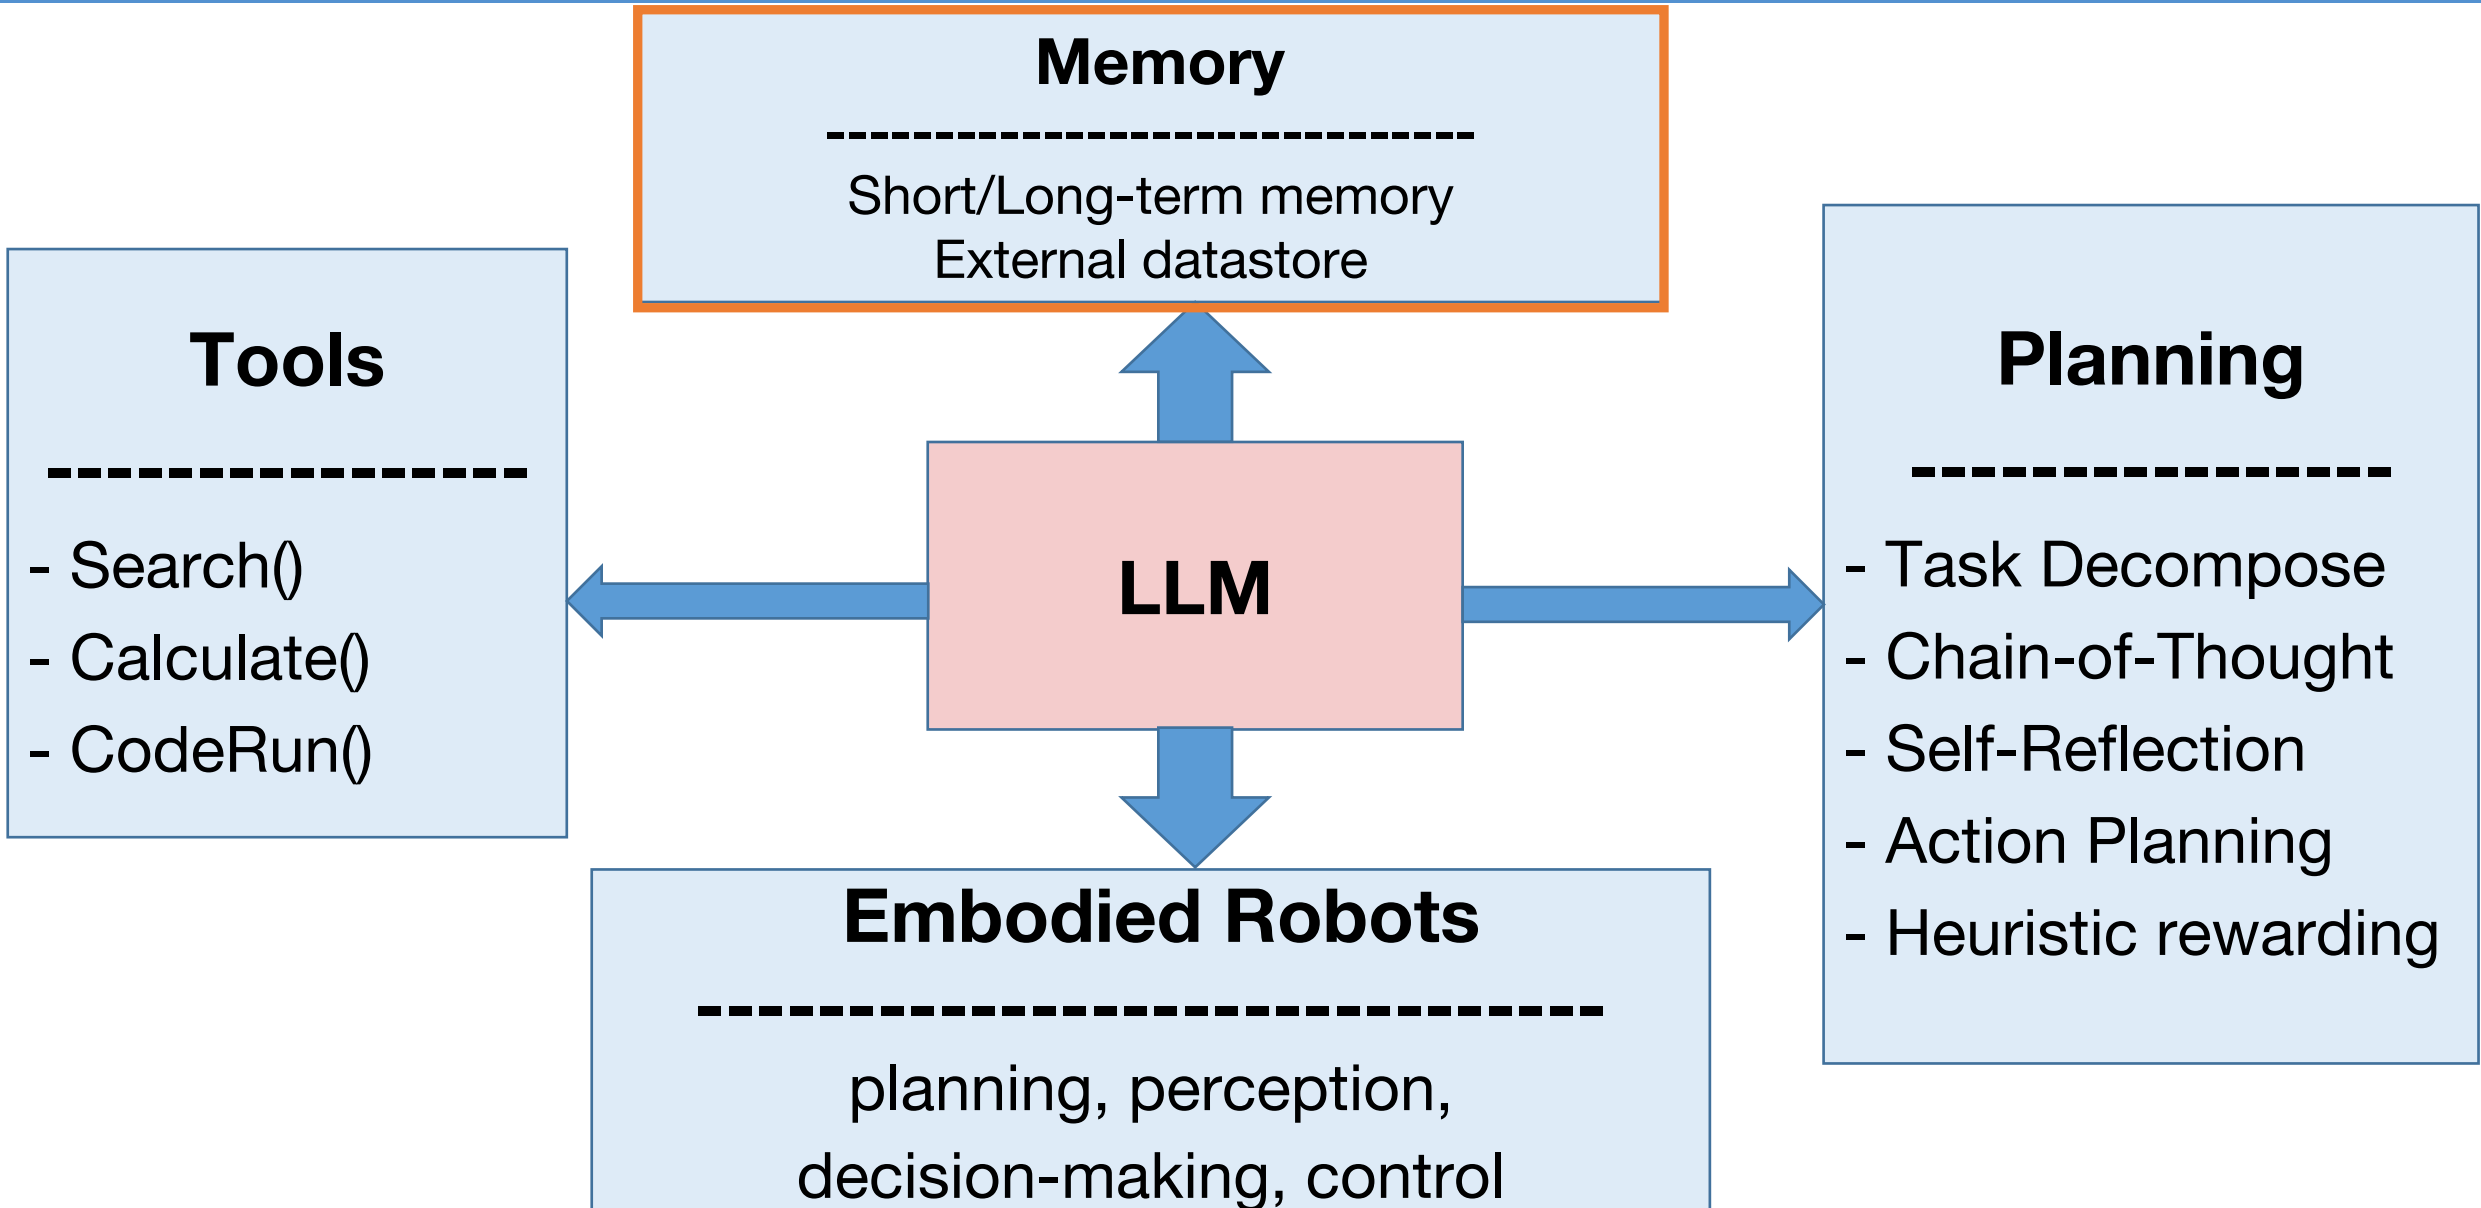 Memory
------------------------------
Short/Long-term memory
External datastore
Tools
----------------
- Search()
- Calculate()
- CodeRun()
LLM
Planning
----------------
- Task Decompose
- Chain-of-Thought
- Self-Reflection
- Action Planning
- Heuristic rewarding
Embodied Robots
------------------------------
planning, perception,
decision-making, control